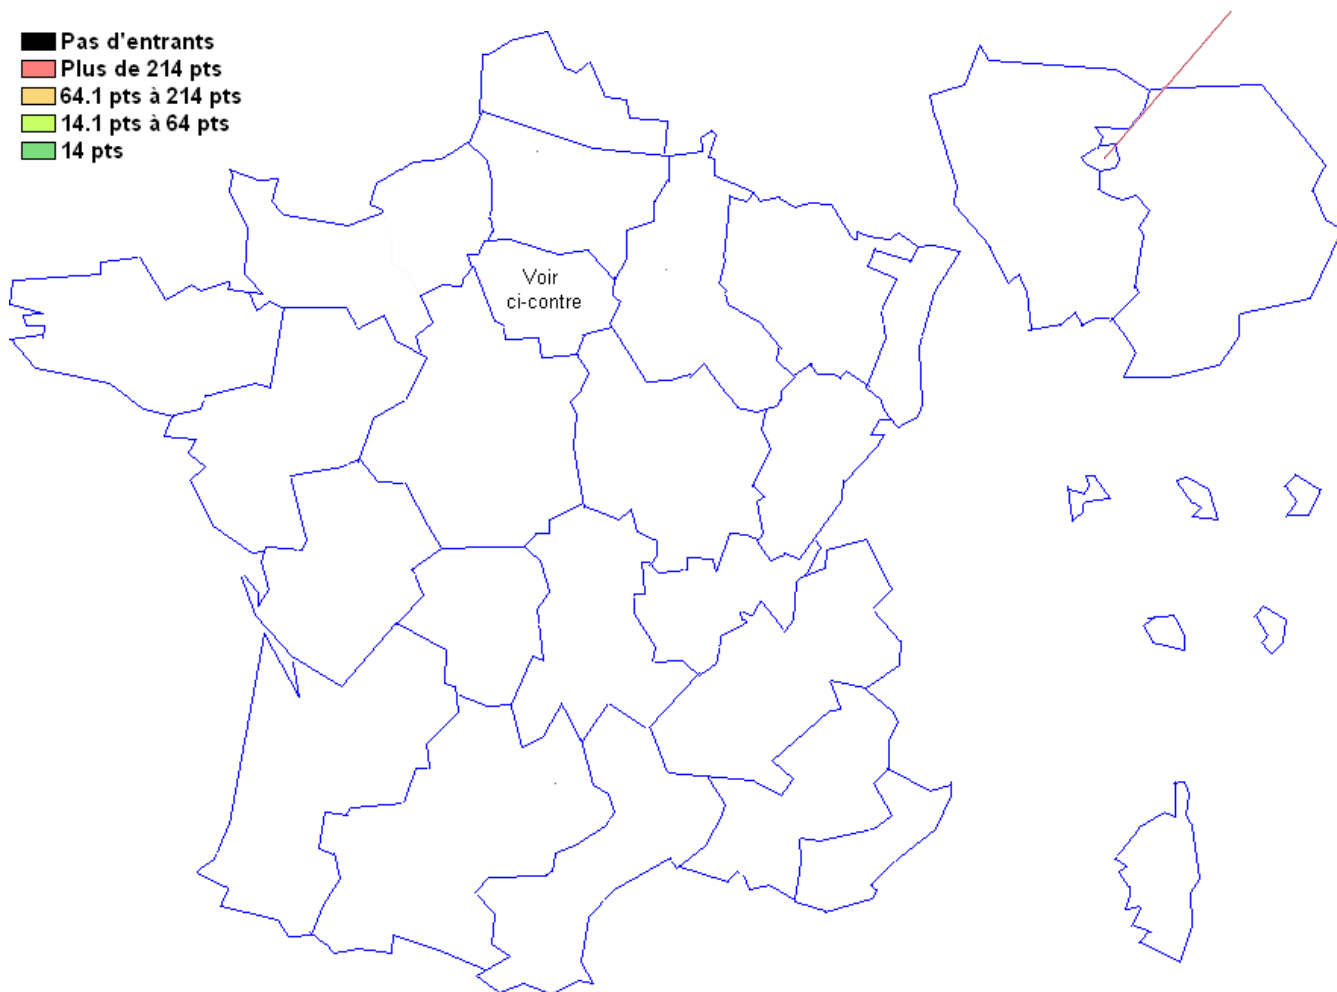 Pas d'entrants
Plus de 214 pts
64.1 pts à 214 pts
14.1 pts à 64 pts
14 pts
Voir
ci-contre